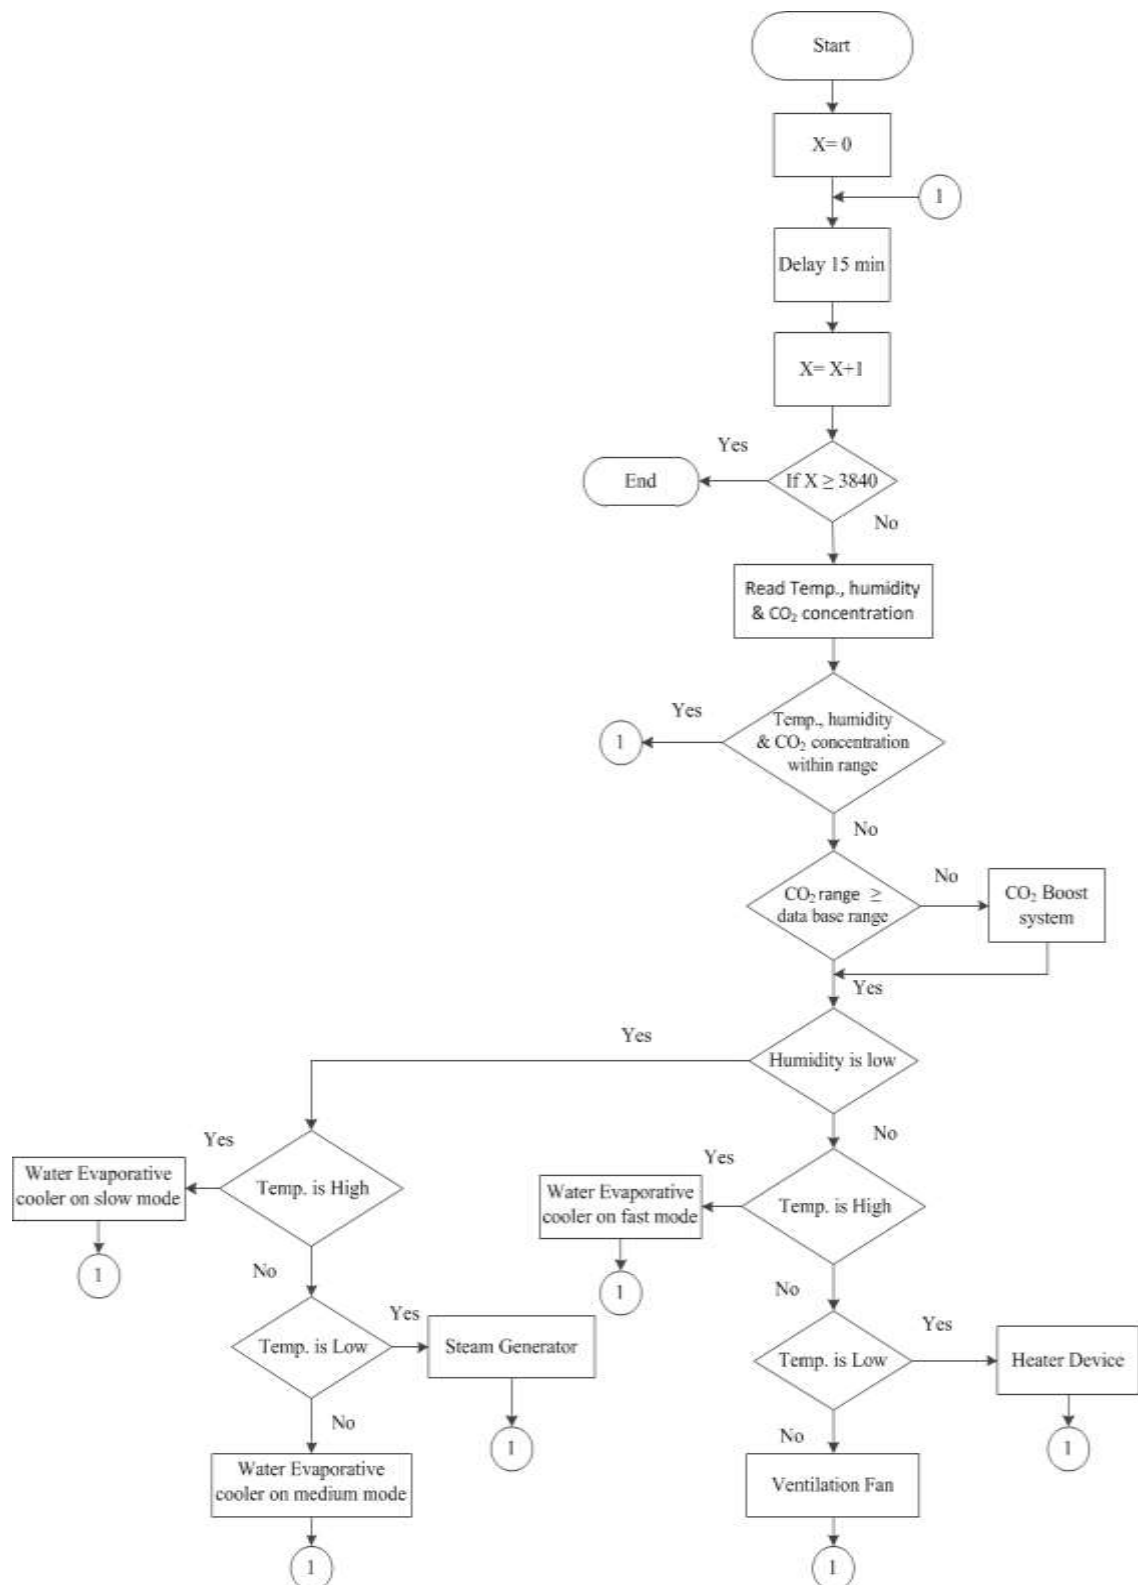 Start
X= 0
1
Delay 15 min
X= X+1
Yes
End
If X ≥ 3840
No
Read Temp., humidity
& CO₂ concentration
Yes
1
Temp., humidity
& CO₂ concentration
within range
No
CO₂ range ≥
data base range
No
CO₂ Boost
system
Yes
Yes
Humidity is low
No
Yes
Water Evaporative
cooler on slow mode
Temp. is High
1
No
Yes
Water Evaporative
cooler on fast mode
Temp. is High
1
No
Temp. is Low
Yes
Steam Generator
1
No
Water Evaporative
cooler on medium mode
1
Temp. is Low
Yes
Heater Device
1
No
Ventilation Fan
1